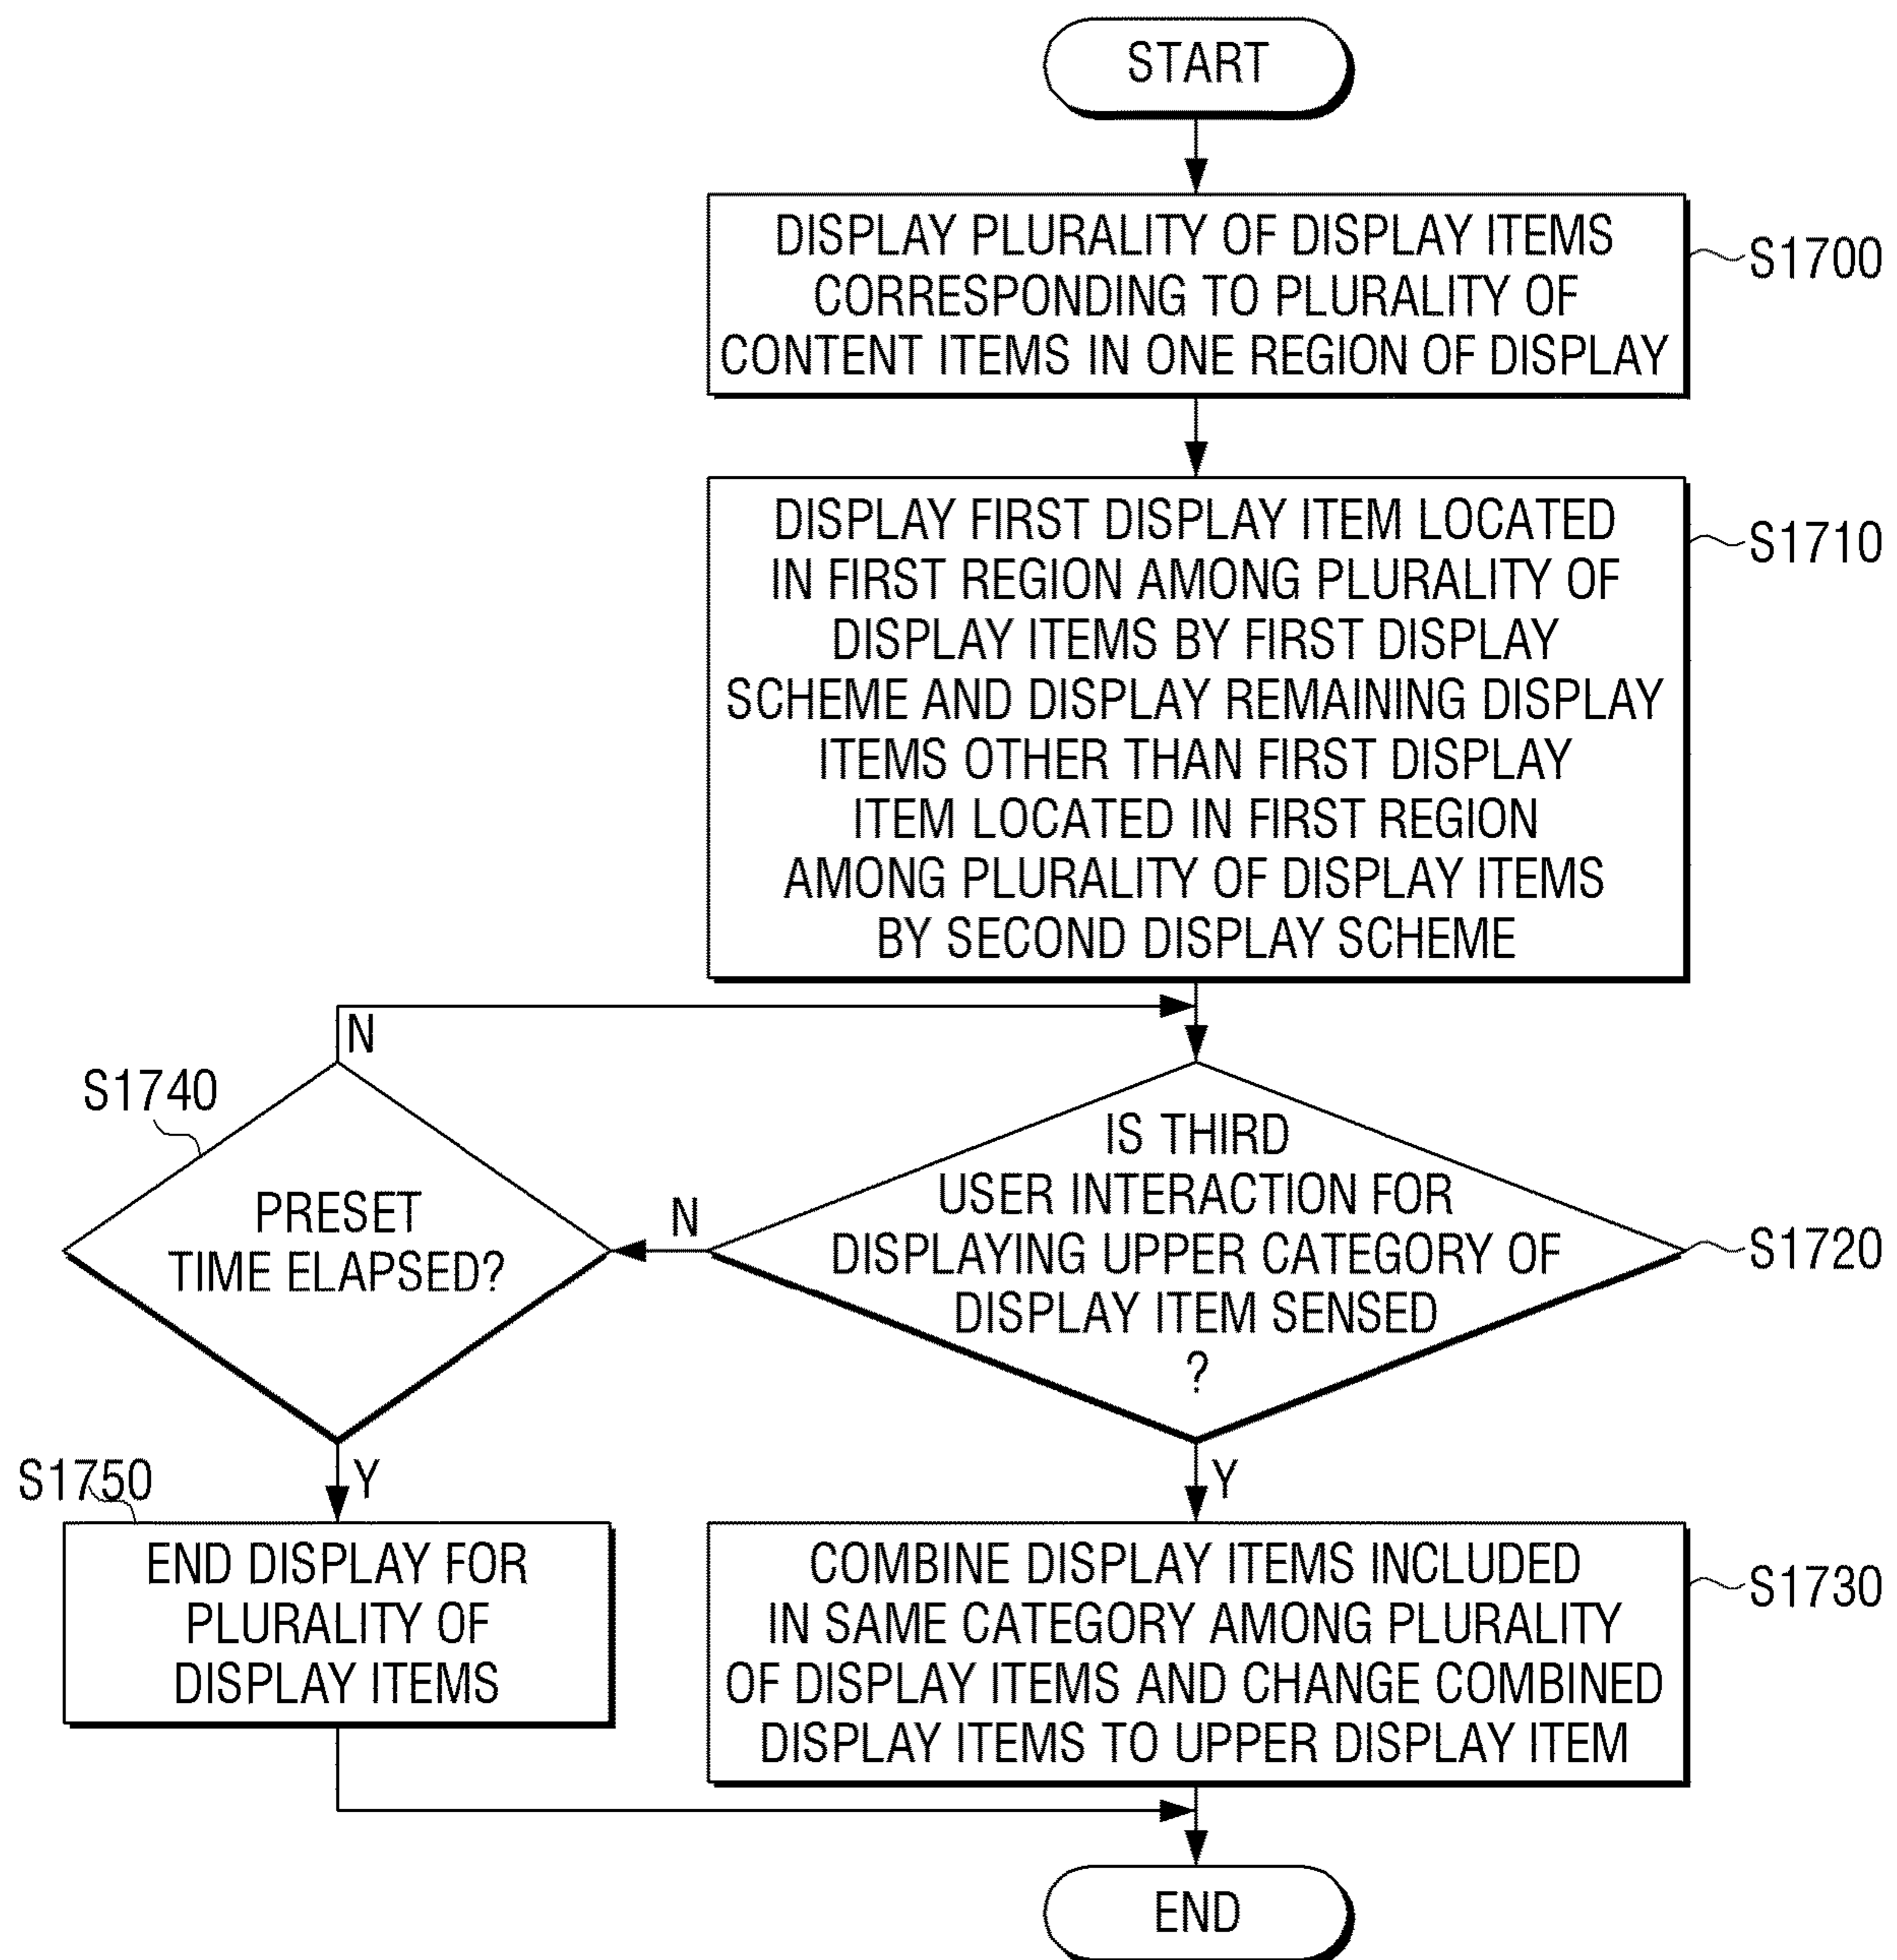 START
DISPLAY PLURALITY OF DISPLAY ITEMS
CORRESPONDING TO PLURALITY OF
CONTENT ITEMS IN ONE REGION OF DISPLAY
S1700
DISPLAY FIRST DISPLAY ITEM LOCATED
IN FIRST REGION AMONG PLURALITY OF
DISPLAY ITEMS BY FIRST DISPLAY
SCHEME AND DISPLAY REMAINING DISPLAY
ITEMS OTHER THAN FIRST DISPLAY
ITEM LOCATED IN FIRST REGION
AMONG PLURALITY OF DISPLAY ITEMS
BY SECOND DISPLAY SCHEME
S1710
IS THIRD
USER INTERACTION FOR
DISPLAYING UPPER CATEGORY OF
DISPLAY ITEM SENSED
?
S1720
N
S1740
PRESET
TIME ELAPSED?
N
Y
Y
S1750
END DISPLAY FOR
PLURALITY OF
DISPLAY ITEMS
COMBINE DISPLAY ITEMS INCLUDED
IN SAME CATEGORY AMONG PLURALITY
OF DISPLAY ITEMS AND CHANGE COMBINED
DISPLAY ITEMS TO UPPER DISPLAY ITEM
S1730
END